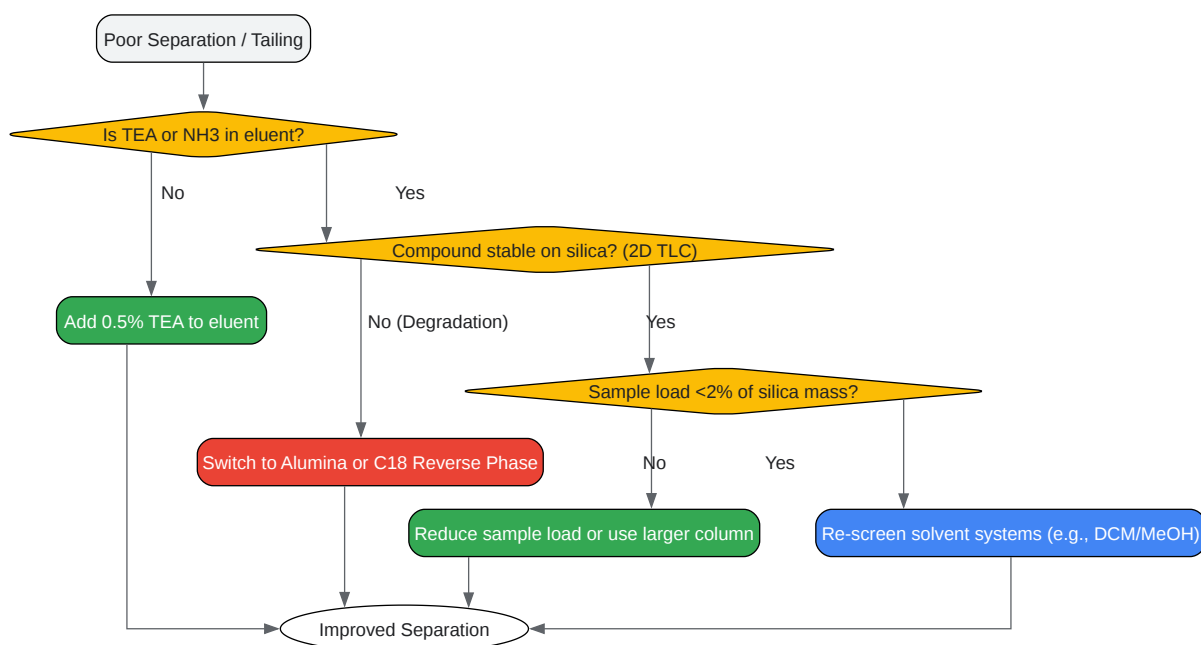 Poor Separation / Tailing
Is TEA or NH3 in eluent?
No
Yes
Compound stable on silica? (2D TLC)
Add 0.5% TEA to eluent
No (Degradation)
Yes
Sample load <2% of silica mass?
Switch to Alumina or C18 Reverse Phase
No
Yes
Reduce sample load or use larger column
Re-screen solvent systems (e.g., DCM/MeOH)
Improved Separation